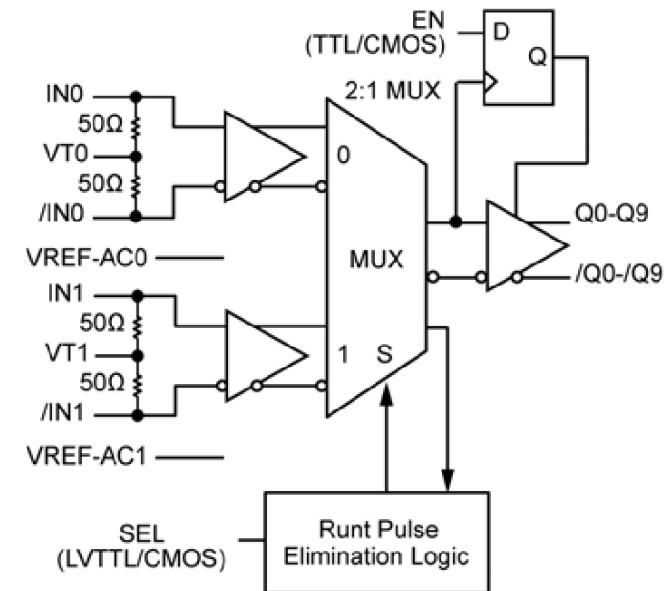 EN
(TTL/CMOS)
D
Q
2:1 MUX
IN0
50Ω
VT0
50Ω
/IN0
0
VREF-AC0
MUX
Q0-Q9
/Q0-/Q9
IN1
50Ω
VT1
50Ω
/IN1
1 S
VREF-AC1
SEL
(LVTTL/CMOS)
Runt Pulse
Elimination Logic